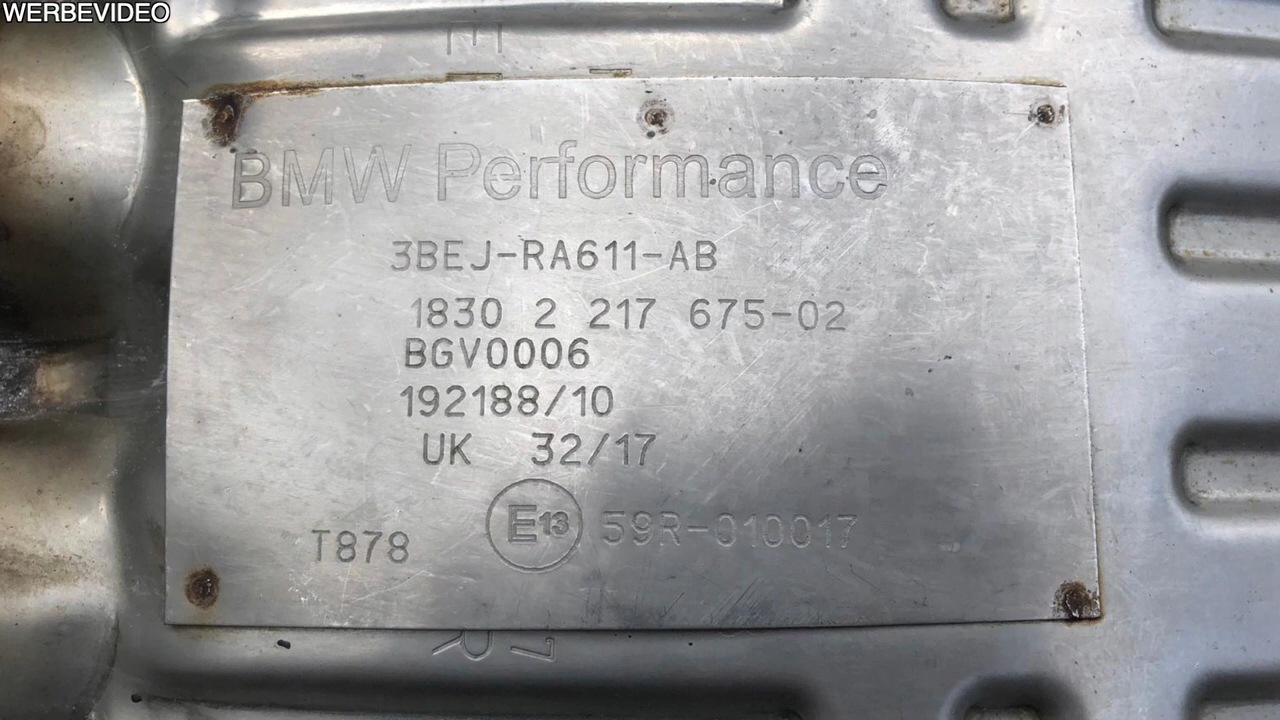 WERBEVIDEO
BMW Performance
3BEJ-RA611-AB
1830 2 217 675-02
BGV0006
192188/10
UK 32/17
T878 E13 59R-010017